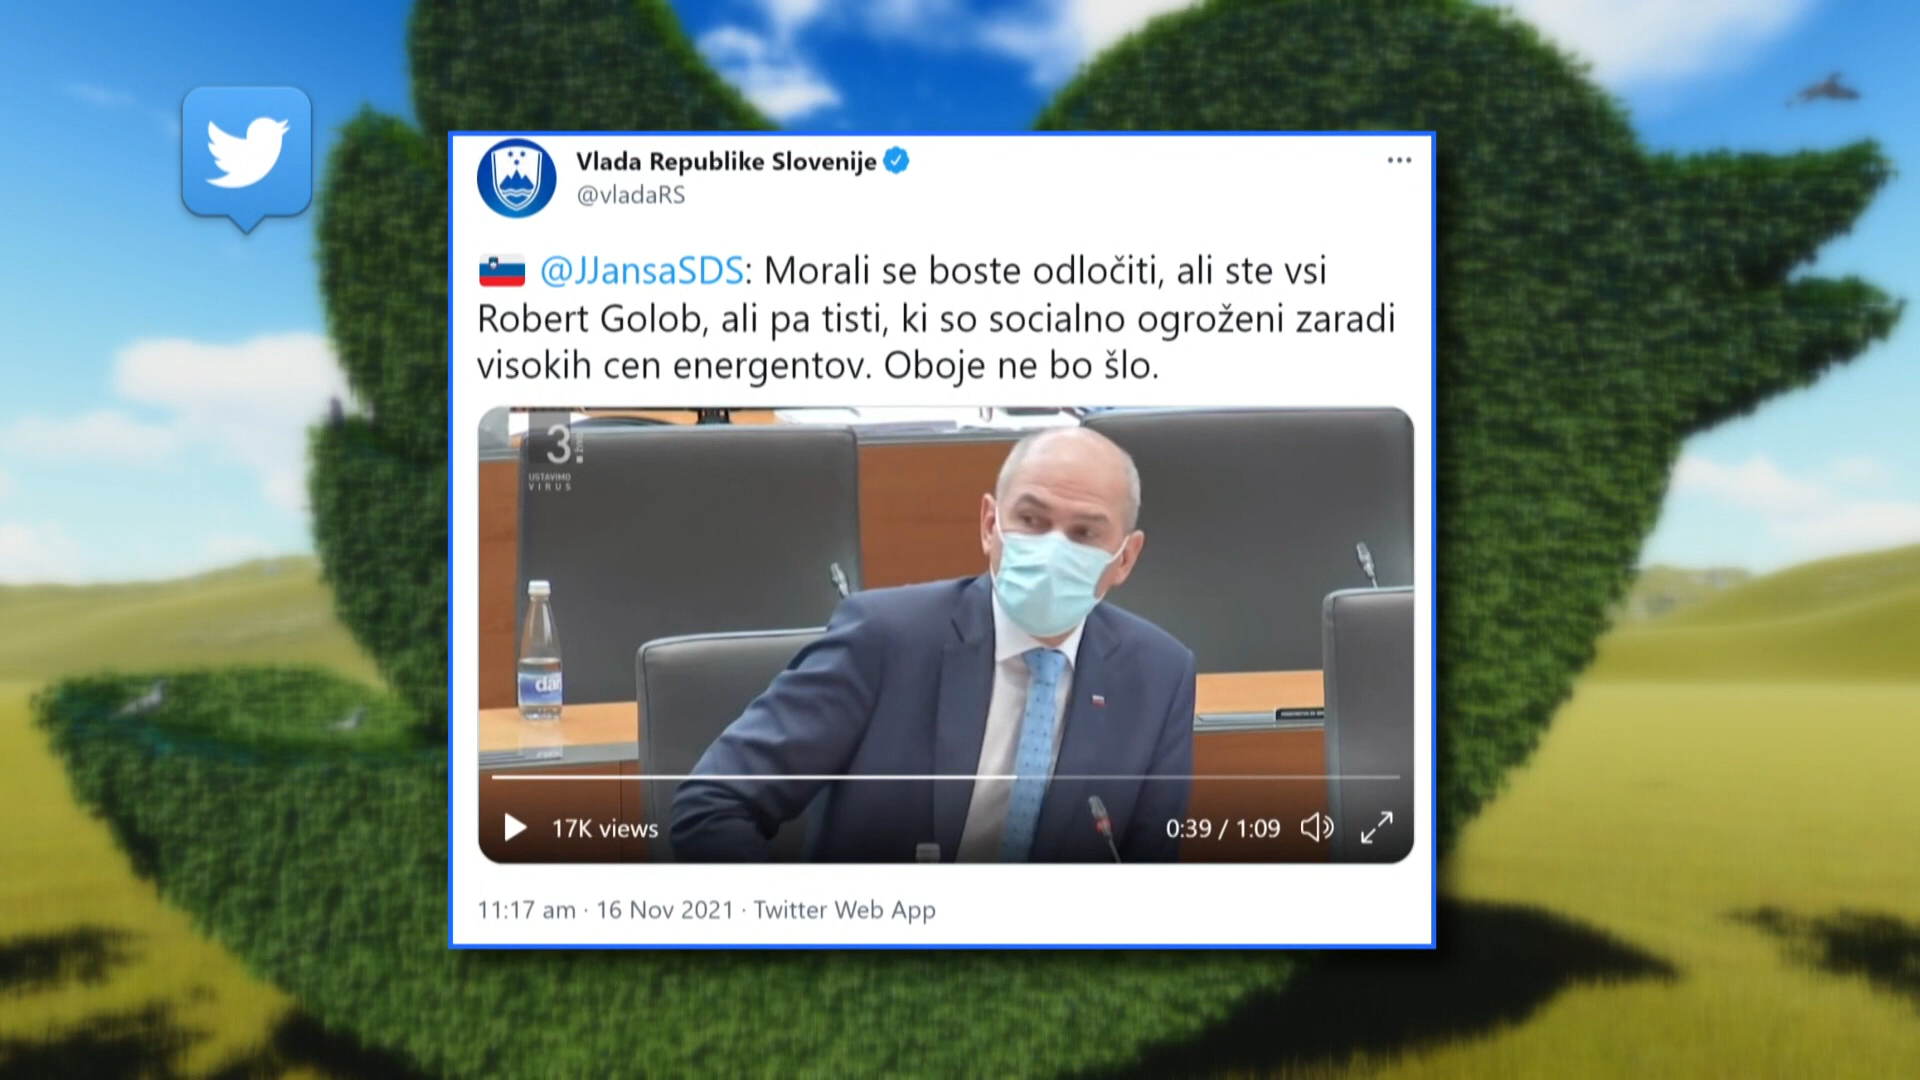 Vlada Republike Slovenije
@vladaRS
@JJansaSDS: Morali se boste odločiti, ali ste vsi
Robert Golob, ali pa tisti, ki so socialno ogroženi zaradi
visokih cen energentov. Oboje ne bo šlo.
3.
USTAVIMO
VIRUS
17K views
0:39 / 1:09
11:17 am · 16 Nov 2021 · Twitter Web App